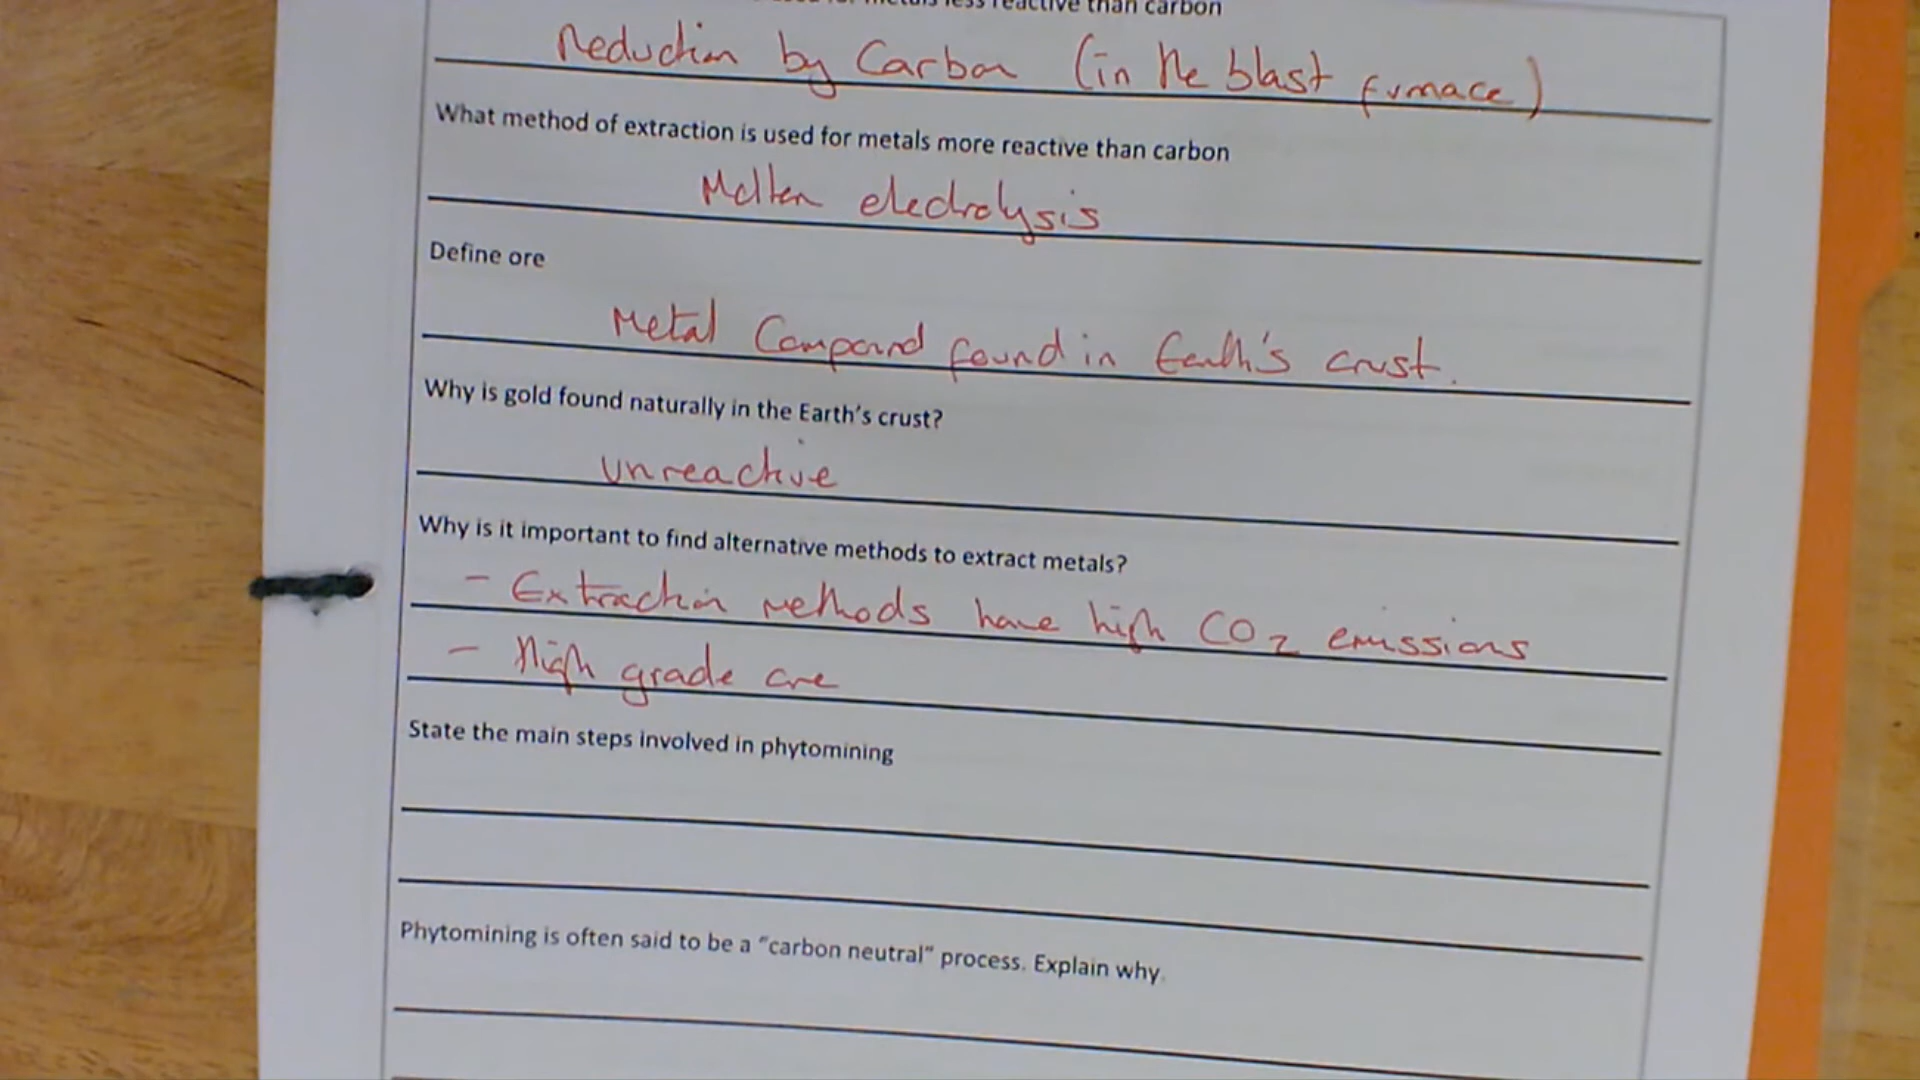 less reactive than carbon
Reduction by Carbon (in the blast furnace)
What method of extraction is used for metals more reactive than carbon
Molten electrolysis
Define ore
Metal Compound found in Earth's crust.
Why is gold found naturally in the Earth's crust?
unreactive
Why is it important to find alternative methods to extract metals?
- Extraction methods have high CO2 emissions
- High grade ore
State the main steps involved in phytomining
Phytomining is often said to be a "carbon neutral" process. Explain why.